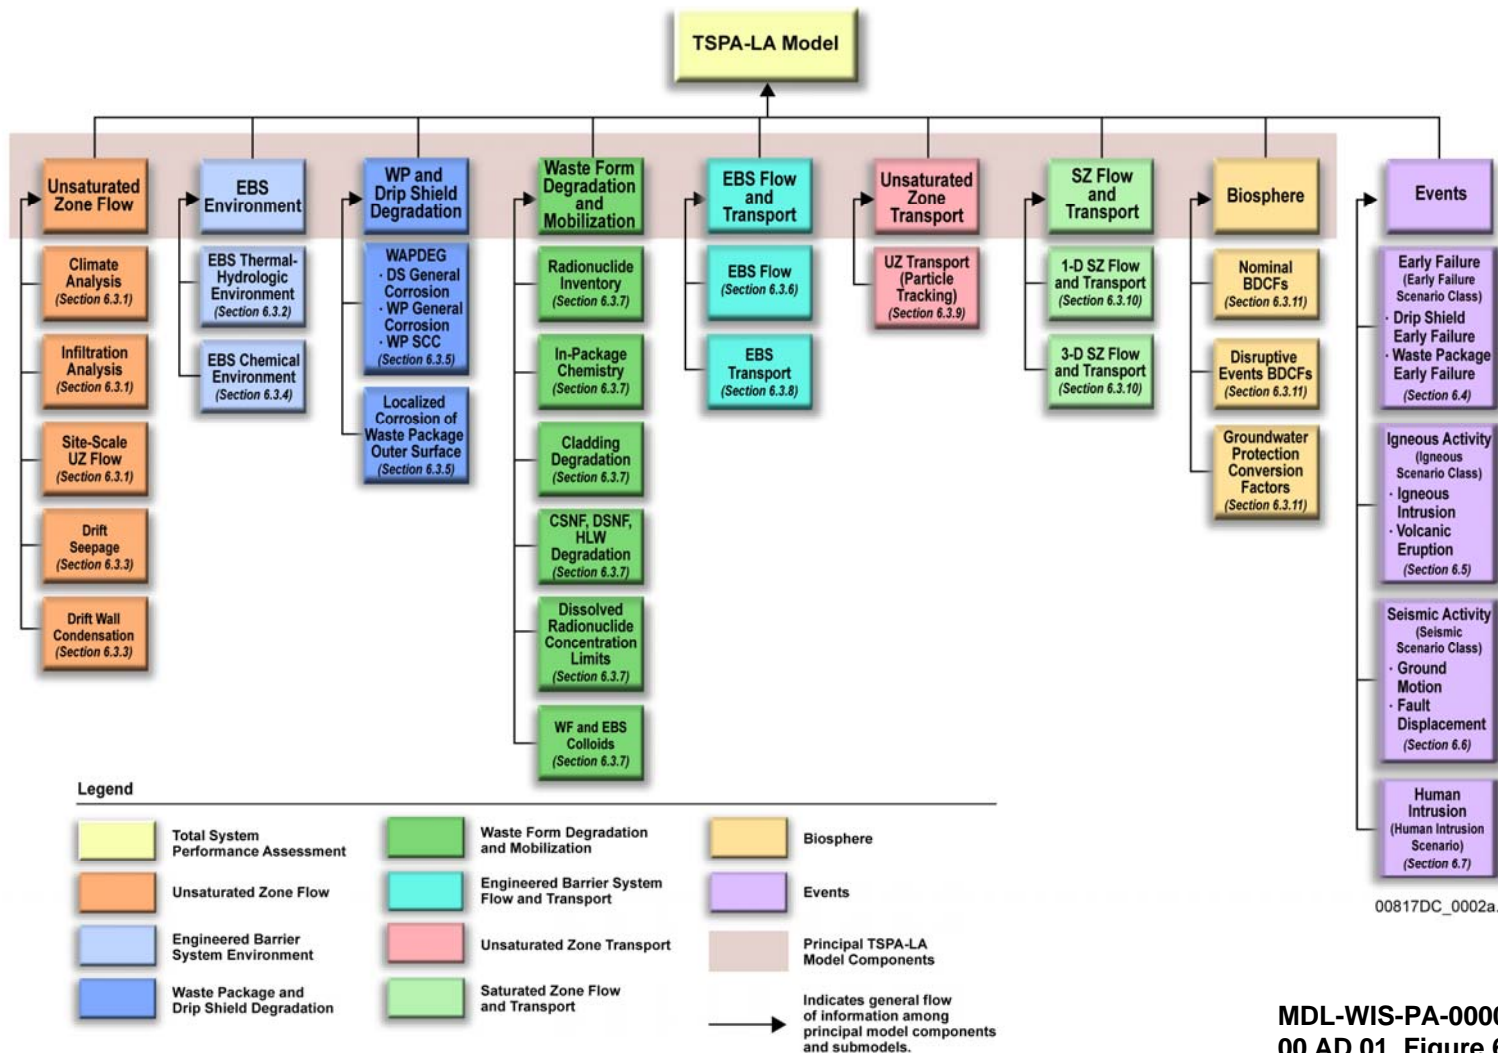 TSPA-LA Model
Unsaturated
Zone Flow
Climate
Analysis
(Section 6.3.1)
Infiltration
Analysis
(Section 6.3.1)
Site-Scale
UZ Flow
(Section 6.3.1)
Drift
Seepage
(Section 6.3.3)
Drift Wall
Condensation
(Section 6.3.3)
EBS
Environment
EBS Thermal-
Hydrologic
Environment
(Section 6.3.2)
EBS Chemical
Environment
(Section 6.3.4)
WP and
Drip Shield
Degradation
WAPDEG
· DS General
Corrosion
· WP General
Corrosion
· WP SCC
(Section 6.3.5)
Localized
Corrosion of
Waste Package
Outer Surface
(Section 6.3.5)
Waste Form
Degradation
and
Mobilization
Radionuclide
Inventory
(Section 6.3.7)
In-Package
Chemistry
(Section 6.3.7)
Cladding
Degradation
(Section 6.3.7)
CSNF, DSNF,
HLW
Degradation
(Section 6.3.7)
Dissolved
Radionuclide
Concentration
Limits
(Section 6.3.7)
WF and EBS
Colloids
(Section 6.3.7)
EBS Flow
and
Transport
EBS Flow
(Section 6.3.6)
EBS
Transport
(Section 6.3.8)
Unsaturated
Zone
Transport
UZ Transport
(Particle
Tracking)
(Section 6.3.9)
SZ Flow
and
Transport
1-D SZ Flow
and Transport
(Section 6.3.10)
3-D SZ Flow
and Transport
(Section 6.3.10)
Biosphere
Nominal
BDCFs
(Section 6.3.11)
Disruptive
Events BDCFs
(Section 6.3.11)
Groundwater
Protection
Conversion
Factors
(Section 6.3.11)
Events
Early Failure
(Early Failure
Scenario Class)
· Drip Shield
Early Failure
· Waste Package
Early Failure
(Section 6.4)
Igneous Activity
(Igneous
Scenario Class)
· Igneous
Intrusion
· Volcanic
Eruption
(Section 6.5)
Seismic Activity
(Seismic
Scenario Class)
· Ground
Motion
· Fault
Displacement
(Section 6.6)
Human
Intrusion
(Human Intrusion
Scenario)
(Section 6.7)
00817DC_0002a.
Legend
Total System
Performance Assessment
Unsaturated Zone Flow
Engineered Barrier
System Environment
Waste Package and
Drip Shield Degradation
Waste Form Degradation
and Mobilization
Engineered Barrier System
Flow and Transport
Unsaturated Zone Transport
Saturated Zone Flow
and Transport
Biosphere
Events
Principal TSPA-LA
Model Components
Indicates general flow
of information among
principal model components
and submodels.
MDL-WIS-PA-0000
00 AD 01, Figure 6